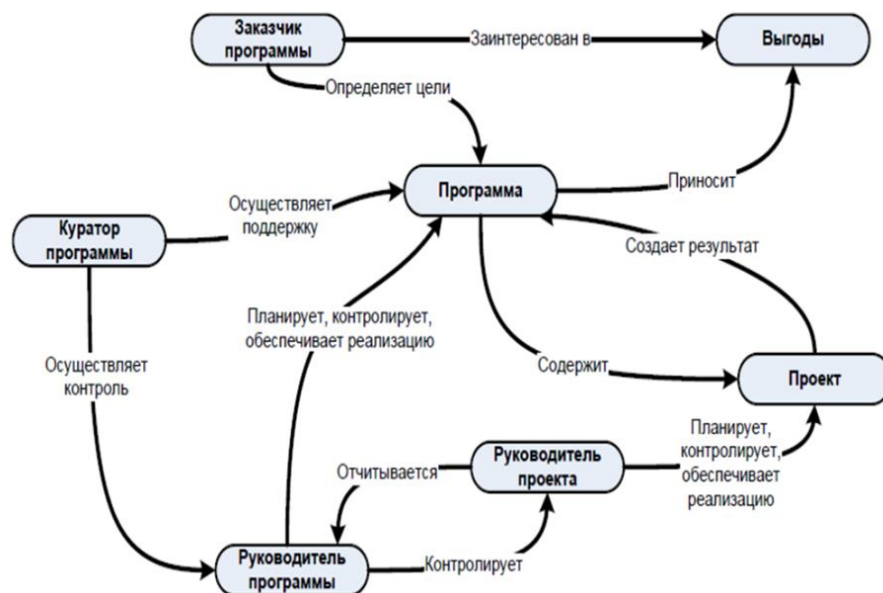 Заказчик
программы
Заинтересован в
Выгоды
Определяет цели
Программа
Приносит
Осуществляет
поддержку
Куратор
программы
Создает результат
Планирует, контролирует,
обеспечивает реализацию
Осуществляет
контроль
Содержит
Проект
Планирует,
контролирует,
обеспечивает
реализацию
Руководитель
проекта
Отчитывается
Руководитель
программы
Контролирует